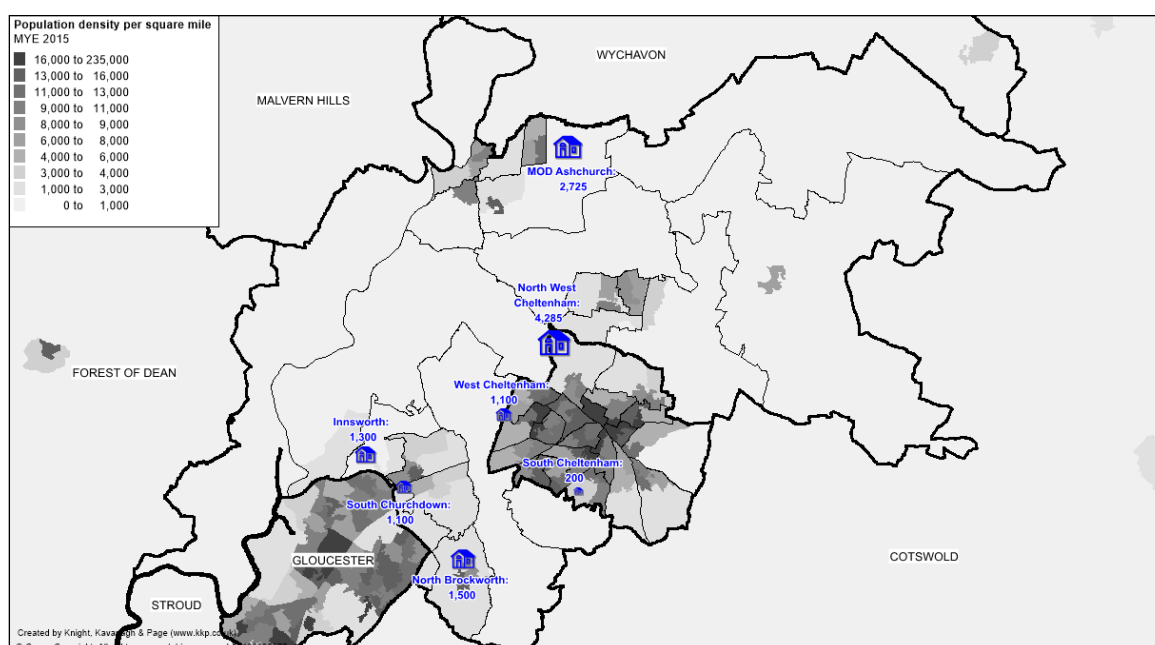 Population density per square mile
MYE 2015
16,000 to 235,000
13,000 to 16,000
11,000 to 13,000
9,000 to 11,000
8,000 to 9,000
6,000 to 8,000
4,000 to 6,000
3,000 to 4,000
1,000 to 3,000
0 to 1,000
WYCHAVON
MALVERN HILLS
MOD Ashchurch:
2,725
North West
Cheltenham:
4,285
FOREST OF DEAN
West Cheltenham:
1,100
Innsworth:
1,300
South Cheltenham:
200
South Churchdown:
1,100
GLOUCESTER
COTSWOLD
North Brockworth:
1,500
STROUD
Created by Knight, Kavanagh & Page (www.kkp.co.uk)